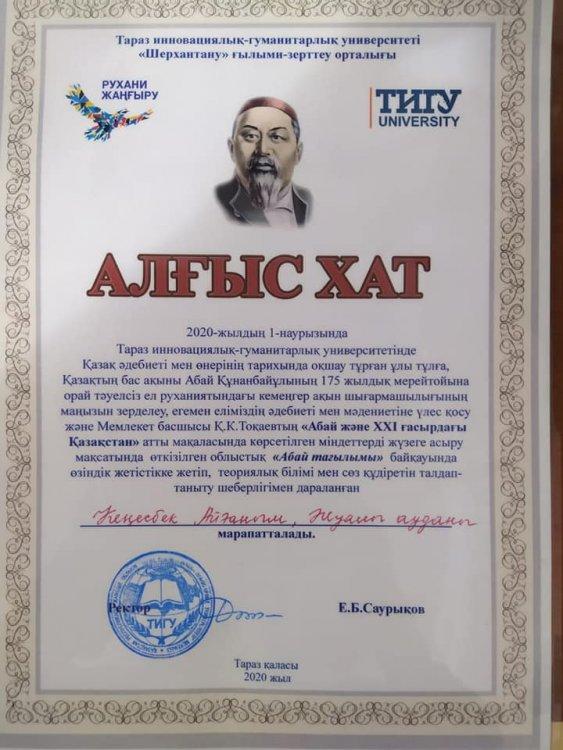 Тараз инновациялық-гуманитарлық университеті
«Шерхантану» ғылыми-зерттеу орталығы
РУХАНИ
ЖАҢҒЫРУ
ТИГУ
UNIVERSITY
АЛҒЫС ХАТ
2020-жылдың 1-наурызында
Тараз инновациялық-гуманитарлық университетінде
Қазақ әдебиеті мен өнерінің тарихында оқшау тұрған ұлы тұлға,
Қазақтың бас ақыны Абай Құнанбайұлының 175 жылдық мерейтойына
орай тәуелсіз ел руханиятындағы кемеңгер ақын шығармашылығының
маңызын зерделеу, егемен еліміздің әдебиеті мен мәдениетіне үлес қосу
және Мемлекет басшысы Қ.К.Тоқаевтың «Абай және ХХІ ғасырдағы
Қазақстан» атты мақаласында көрсетілген міндеттерді жүзеге асыру
мақсатында өткізілген облыстық «Абай тағылымы» байқауында
өзіндік жетістікке жетіп, теориялық білімі мен сөз құдіретін талдап-
таныту шеберлігімен дараланған
Кеңесбек Айғаным, Жуалы ауданы
марапатталады.
Ректор
Е.Б.Саурықов
ТИГУ
Тараз қаласы
2020 жыл